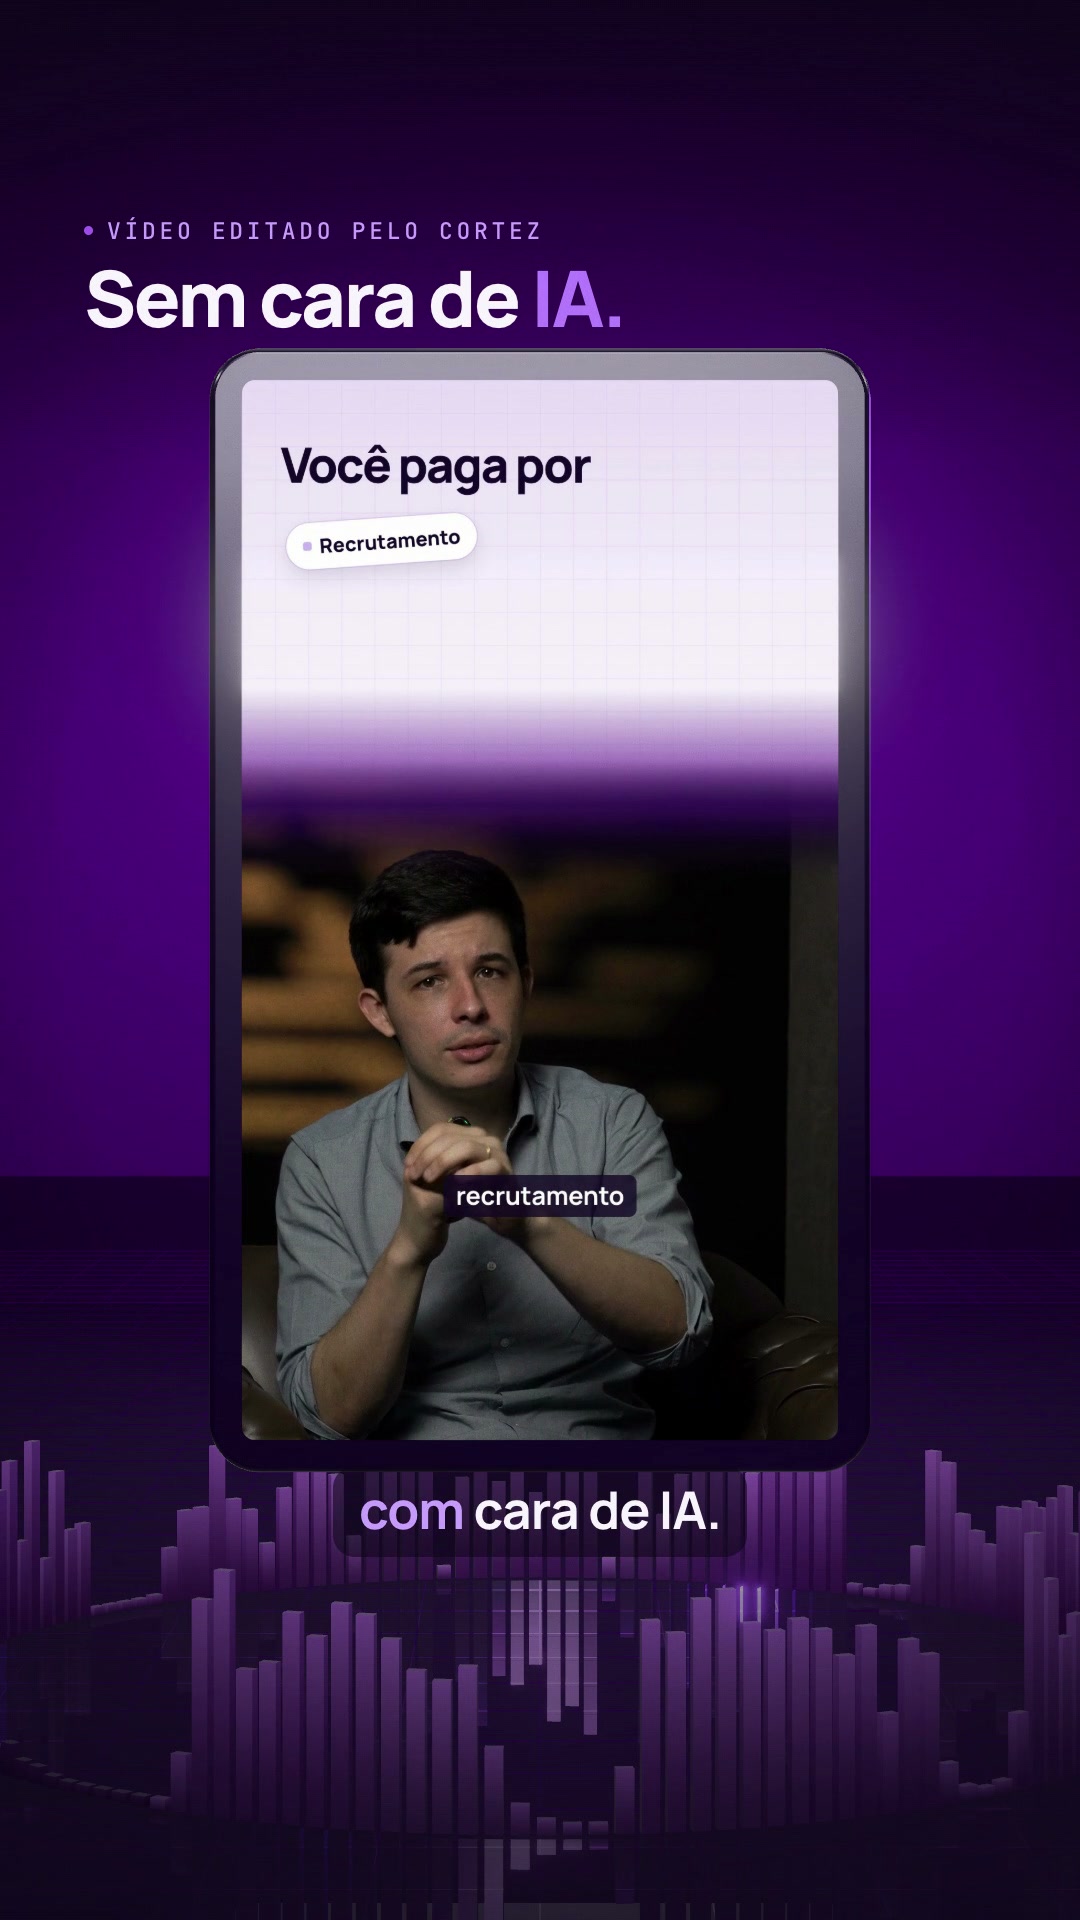 VÍDEO EDITADO PELO CORTEZ
Sem cara de IA.
Você paga por
Recrutamento
recrutamento
com cara de IA.